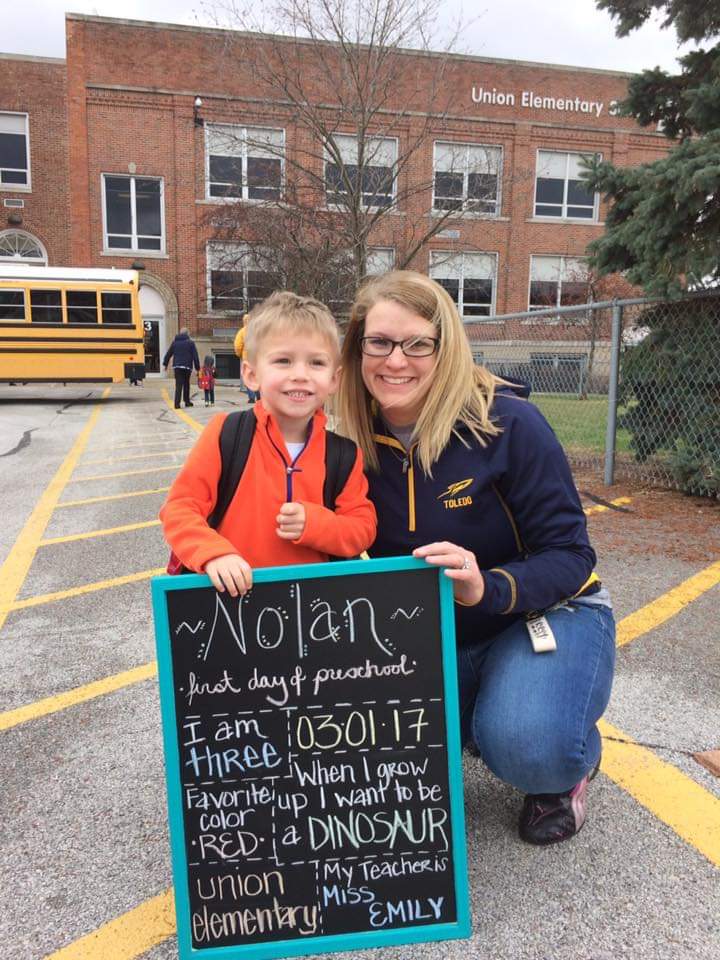 Union Elementary S
3
TOLEDO
~Nolan~
·first day of preschool·
I am
three
03·01·17
Favorite
color
·RED·
When I grow
up I want to be
a DINOSAUR
union
elementary
My Teacher is
MISS
EMILY